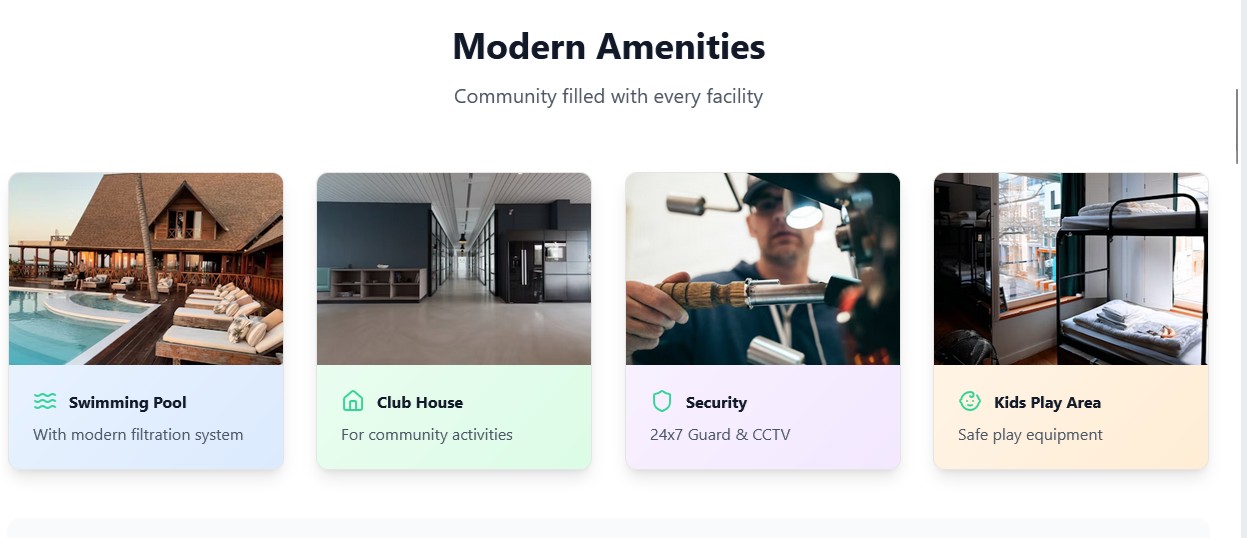 Modern Amenities
Community filled with every facility
Swimming Pool
With modern filtration system
Club House
For community activities
Security
24x7 Guard & CCTV
Kids Play Area
Safe play equipment